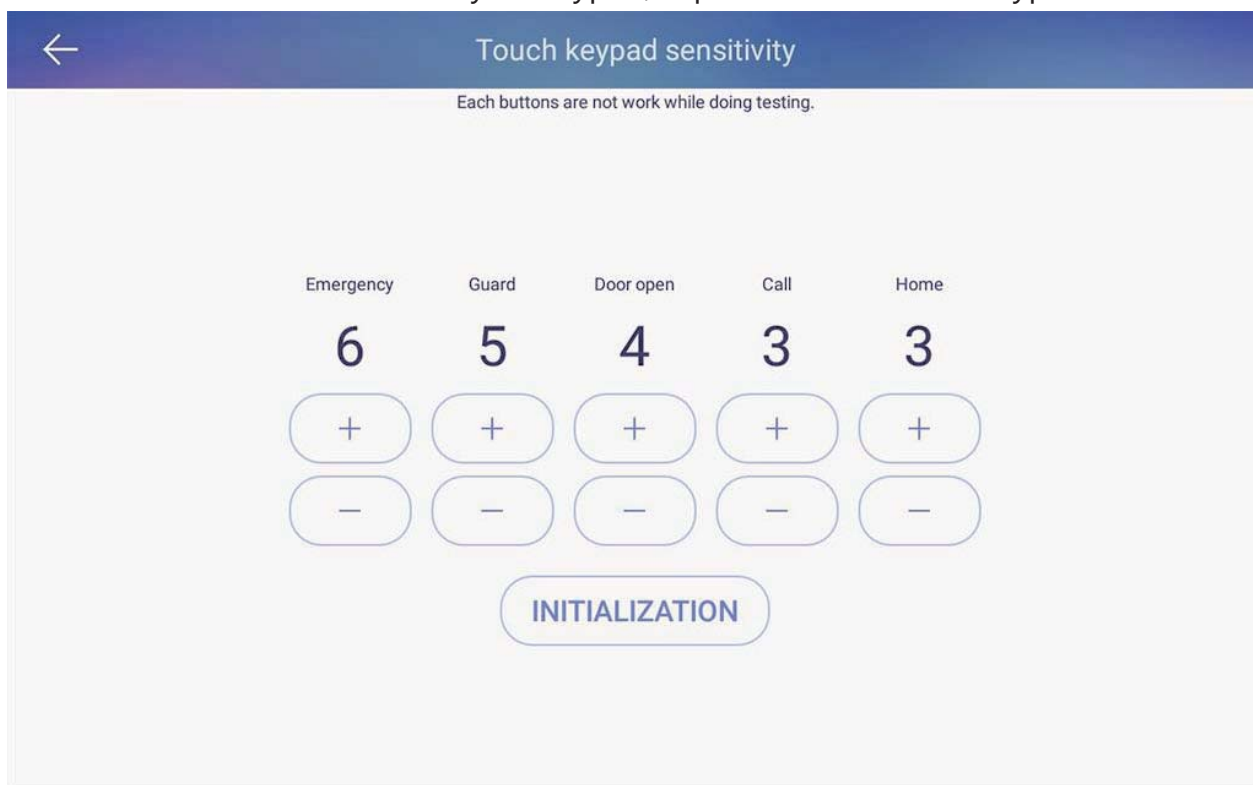 Touch keypad sensitivity
Each buttons are not work while doing testing.
Emergency Guard Door open Call Home
6 5 4 3 3
+ + + + +
− − − − −
INITIALIZATION